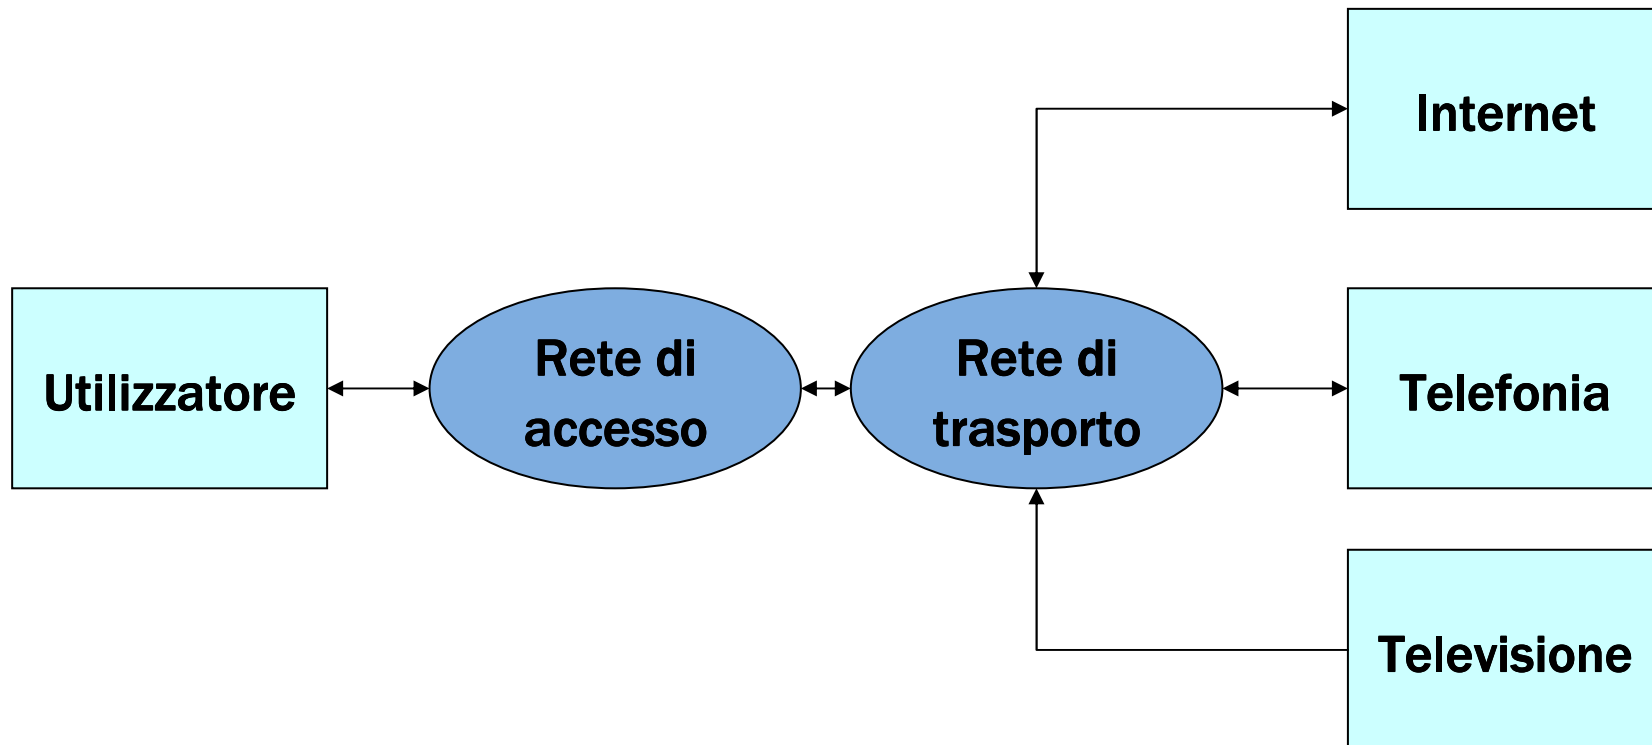 Internet
Utilizzatore
Rete di
accesso
Rete di
trasporto
Telefonia
Televisione